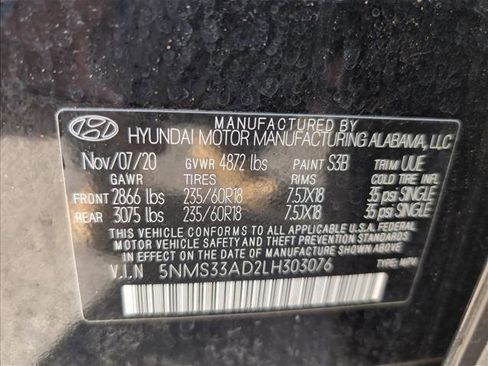 MANUFACTURED BY
HYUNDAI MOTOR MANUFACTURING ALABAMA, LLC
Nov/07/20 GVWR 4872 lbs PAINT S3B TRIM UUE
GAWR TIRES RIMS COLD TIRE PSI
FRONT 2866 lbs 235/60R18 7.5JX18 35 psi SINGLE
REAR 3075 lbs 235/60R18 7.5JX18 35 psi SINGLE
THIS VEHICLE CONFORMS TO ALL APPLICABLE FEDERAL
MOTOR VEHICLE SAFETY, BUMPER, AND THEFT PREVENTION
STANDARDS IN EFFECT ON THE DATE OF MANUFACTURE SHOWN ABOVE.
V.I.N 5NMS33AD2LH303076 TYPE: MPV